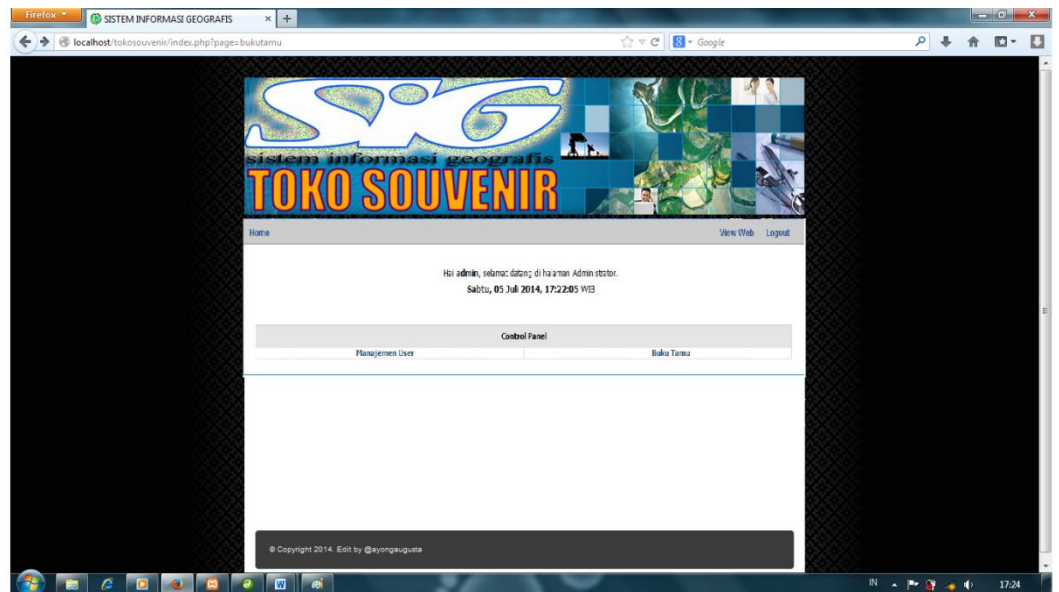 Firefox
SISTEM INFORMASI GEOGRAFIS
localhost/tokosouvenir/index.php?page=bukutamu
Google
SIG
sistem informasi geografis
TOKO SOUVENIR
Home
View Web
Logout
Hai admin, selamat datang di halaman Administrator.
Sabtu, 05 Juli 2014, 17:22:05 WIB
Control Panel
Manajemen User
Buku Tamu
© Copyright 2014. Edit by @ayongaugusta
IN
17:24